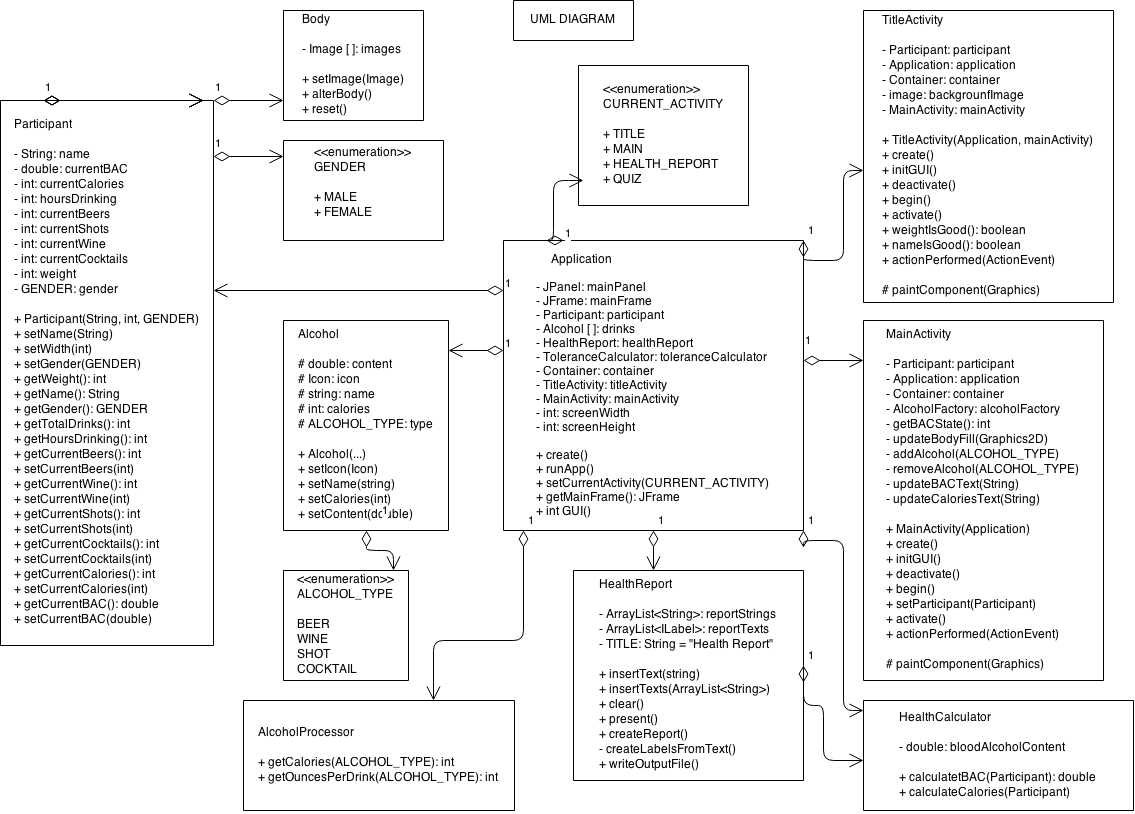 UML DIAGRAM
Body
- Image [ ]: images
+ setImage(Image)
+ alterBody()
+ reset()
1
1
1
Participant
- String: name
- double: currentBAC
- int: currentCalories
- int: hoursDrinking
- int: currentBeers
- int: currentShots
- int: currentWine
- int: currentCocktails
- int: weight
- GENDER: gender
+ Participant(String, int, GENDER)
+ setName(String)
+ setWidth(int)
+ setGender(GENDER)
+ getWeight(): int
+ getName(): String
+ getGender(): GENDER
+ getTotalDrinks(): int
+ getHoursDrinking(): int
+ getCurrentBeers(): int
+ setCurrentBeers(int)
+ getCurrentWine(): int
+ setCurrentWine(int)
+ getCurrentShots(): int
+ setCurrentShots(int)
+ getCurrentCocktails(): int
+ setCurrentCocktails(int)
+ getCurrentCalories(): int
+ setCurrentCalories(int)
+ getCurrentBAC(): double
+ setCurrentBAC(double)
<<enumeration>>
GENDER
+ MALE
+ FEMALE
<<enumeration>>
CURRENT_ACTIVITY
+ TITLE
+ MAIN
+ HEALTH_REPORT
+ QUIZ
1
1
1
1
1
Application
- JPanel: mainPanel
- JFrame: mainFrame
- Participant: participant
- Alcohol [ ]: drinks
- HealthReport: healthReport
- ToleranceCalculator: toleranceCalculator
- Container: container
- TitleActivity: titleActivity
- MainActivity: mainActivity
- int: screenWidth
- int: screenHeight
+ create()
+ runApp()
+ setCurrentActivity(CURRENT_ACTIVITY)
+ getMainFrame(): JFrame
+ int GUI()
1
1
1
Alcohol
# double: content
# Icon: icon
# string: name
# int: calories
# ALCOHOL_TYPE: type
+ Alcohol(...)
+ setIcon(Icon)
+ setName(string)
+ setCalories(int)
+ setContent(double)
1
<<enumeration>>
ALCOHOL_TYPE
BEER
WINE
SHOT
COCKTAIL
AlcoholProcessor
+ getCalories(ALCOHOL_TYPE): int
+ getOuncesPerDrink(ALCOHOL_TYPE): int
HealthReport
- ArrayList<String>: reportStrings
- ArrayList<ILabel>: reportTexts
- TITLE: String = "Health Report"
+ insertText(string)
+ insertTexts(ArrayList<String>)
+ clear()
+ present()
+ createReport()
- createLabelsFromText()
+ writeOutputFile()
1
TitleActivity
- Participant: participant
- Application: application
- Container: container
- image: backgrounfImage
- MainActivity: mainActivity
+ TitleActivity(Application, mainActivity)
+ create()
+ initGUI()
+ deactivate()
+ begin()
+ activate()
+ weightIsGood(): boolean
+ nameIsGood(): boolean
+ actionPerformed(ActionEvent)
# paintComponent(Graphics)
MainActivity
- Participant: participant
- Application: application
- Container: container
- AlcoholFactory: alcoholFactory
- getBACState(): int
- updateBodyFill(Graphics2D)
- addAlcohol(ALCOHOL_TYPE)
- removeAlcohol(ALCOHOL_TYPE)
- updateBACText(String)
- updateCaloriesText(String)
+ MainActivity(Application)
+ create()
+ initGUI()
+ deactivate()
+ begin()
+ setParticipant(Participant)
+ activate()
+ actionPerformed(ActionEvent)
# paintComponent(Graphics)
HealthCalculator
- double: bloodAlcoholContent
+ calculatetBAC(Participant): double
+ calculateCalories(Participant)